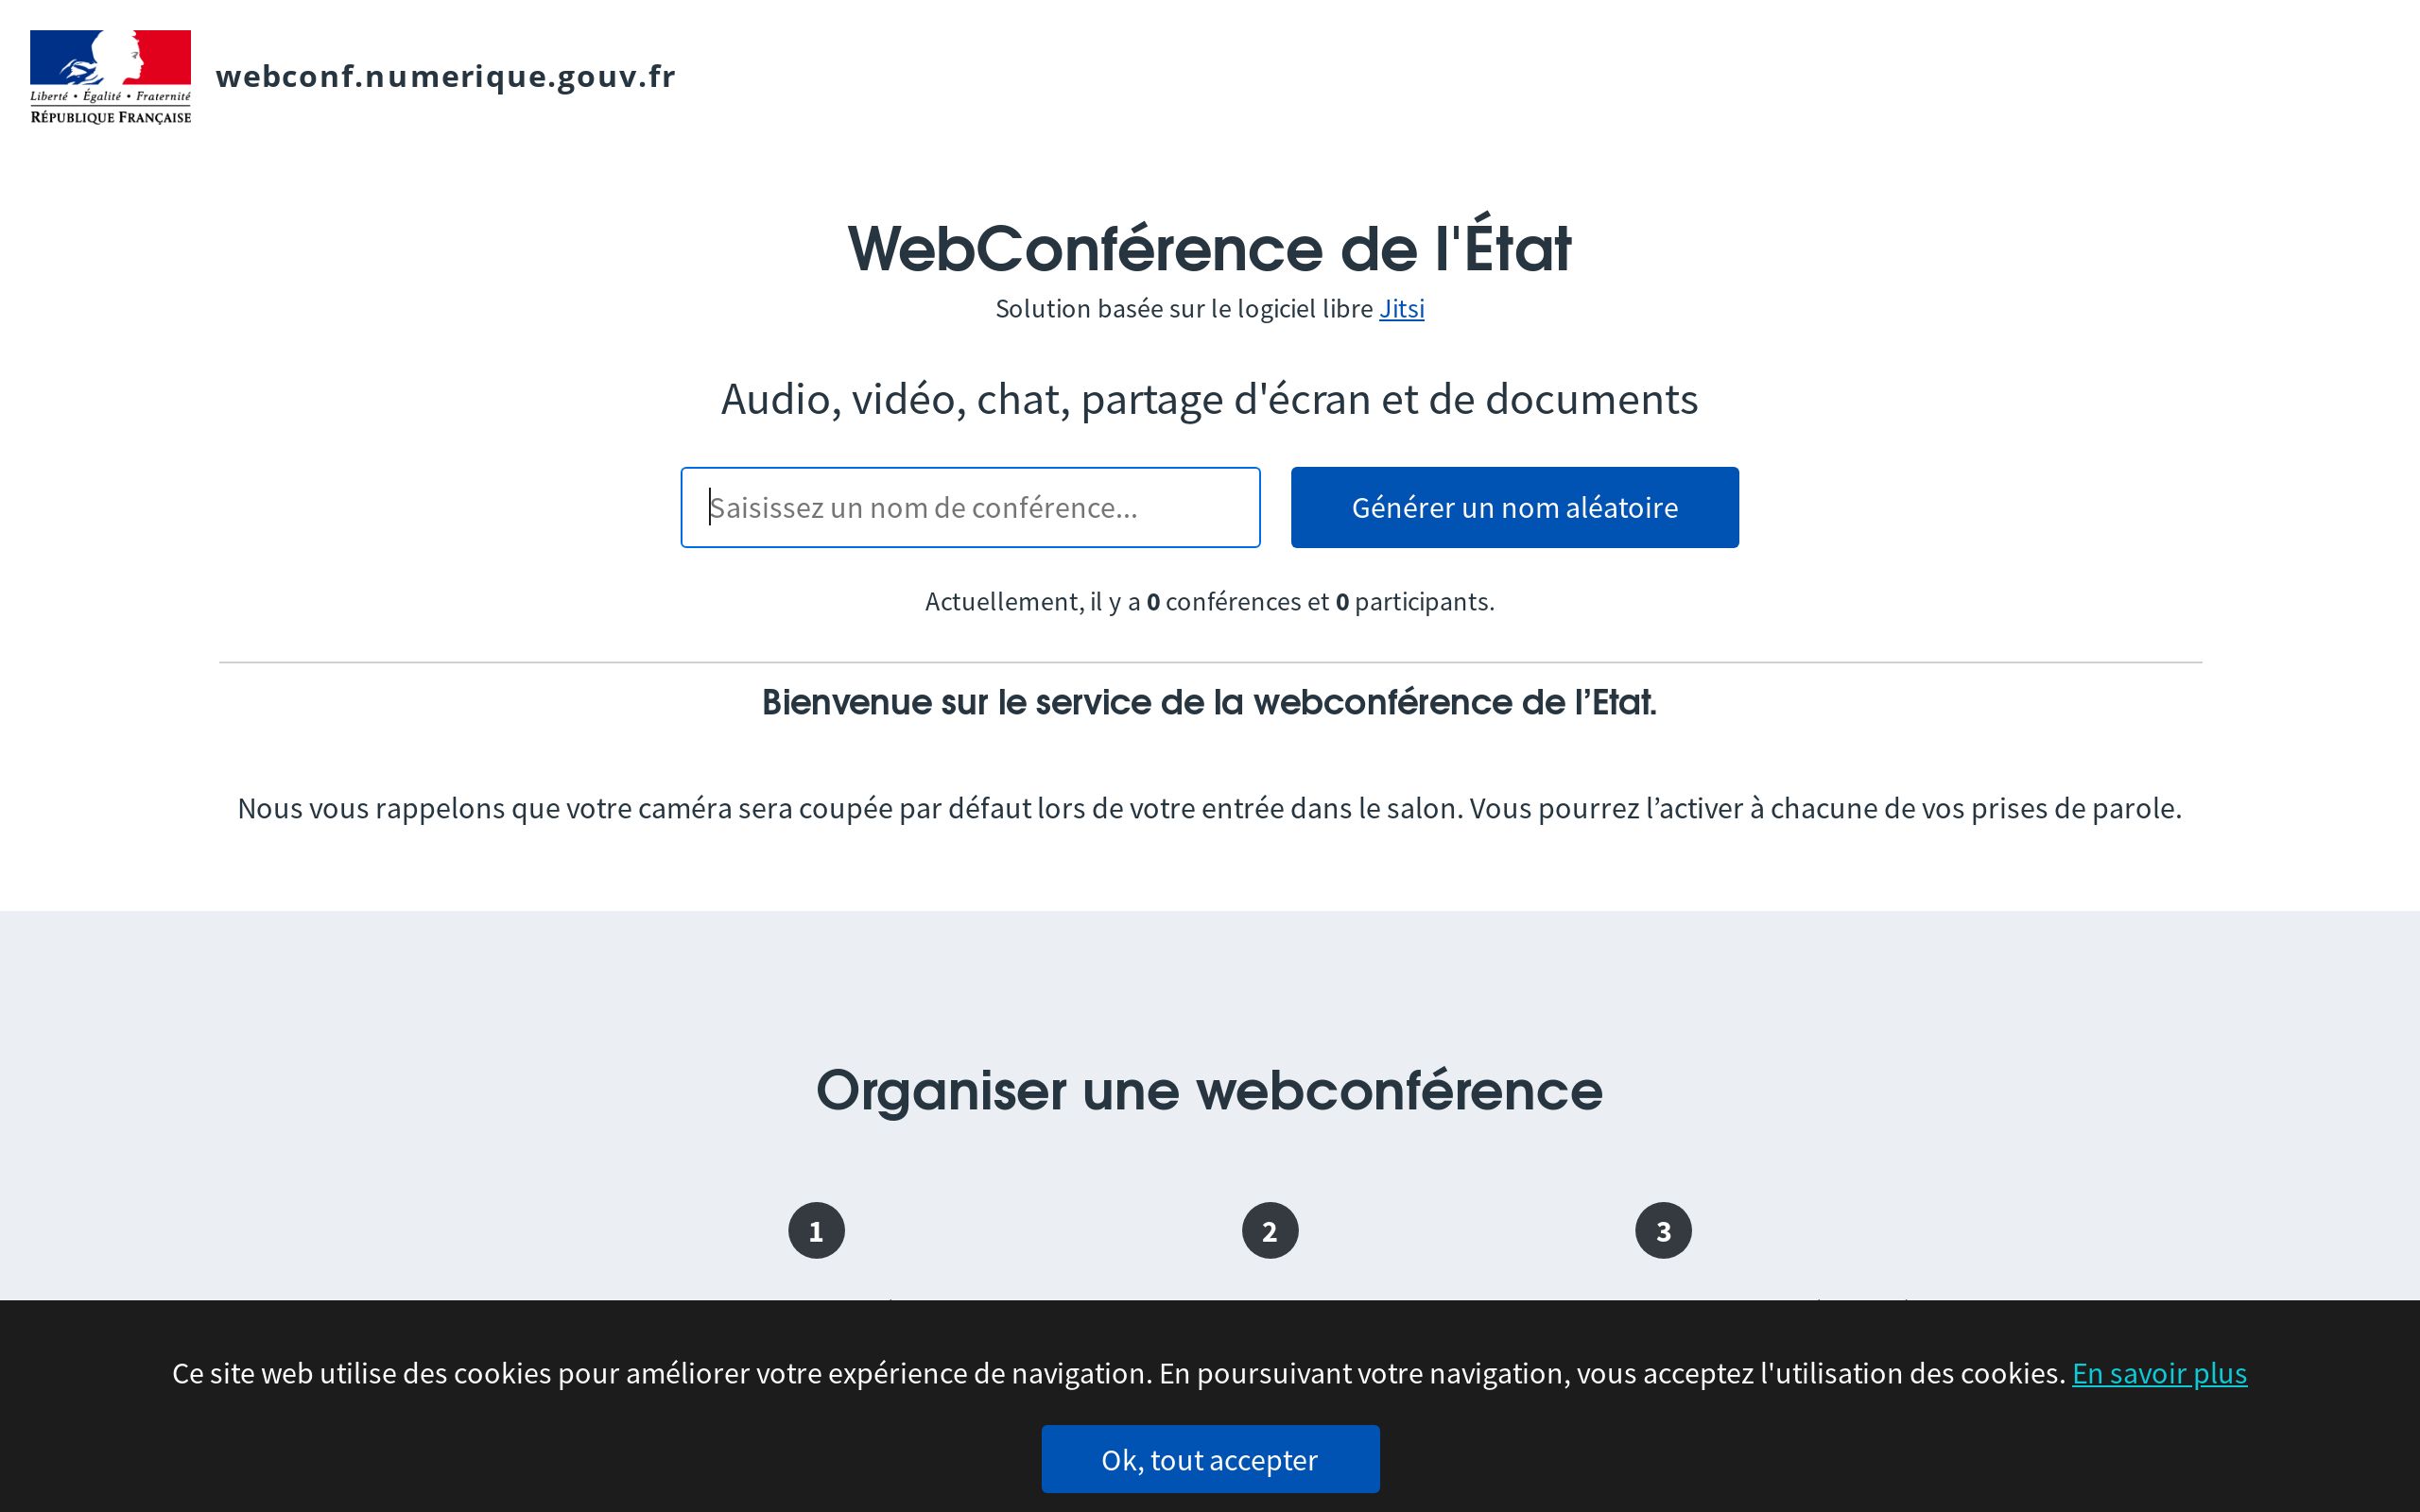 Liberté • Égalité • Fraternité
RÉPUBLIQUE FRANÇAISE
webconf.numerique.gouv.fr
WebConférence de l'État
Solution basée sur le logiciel libre Jitsi
Audio, vidéo, chat, partage d'écran et de documents
Saisissez un nom de conférence...
Générer un nom aléatoire
Actuellement, il y a 0 conférences et 0 participants.
Bienvenue sur le service de la webconférence de l’Etat.
Nous vous rappelons que votre caméra sera coupée par défaut lors de votre entrée dans le salon. Vous pourrez l’activer à chacune de vos prises de parole.
Organiser une webconférence
1
2
3
Ce site web utilise des cookies pour améliorer votre expérience de navigation. En poursuivant votre navigation, vous acceptez l'utilisation des cookies. En savoir plus
Ok, tout accepter